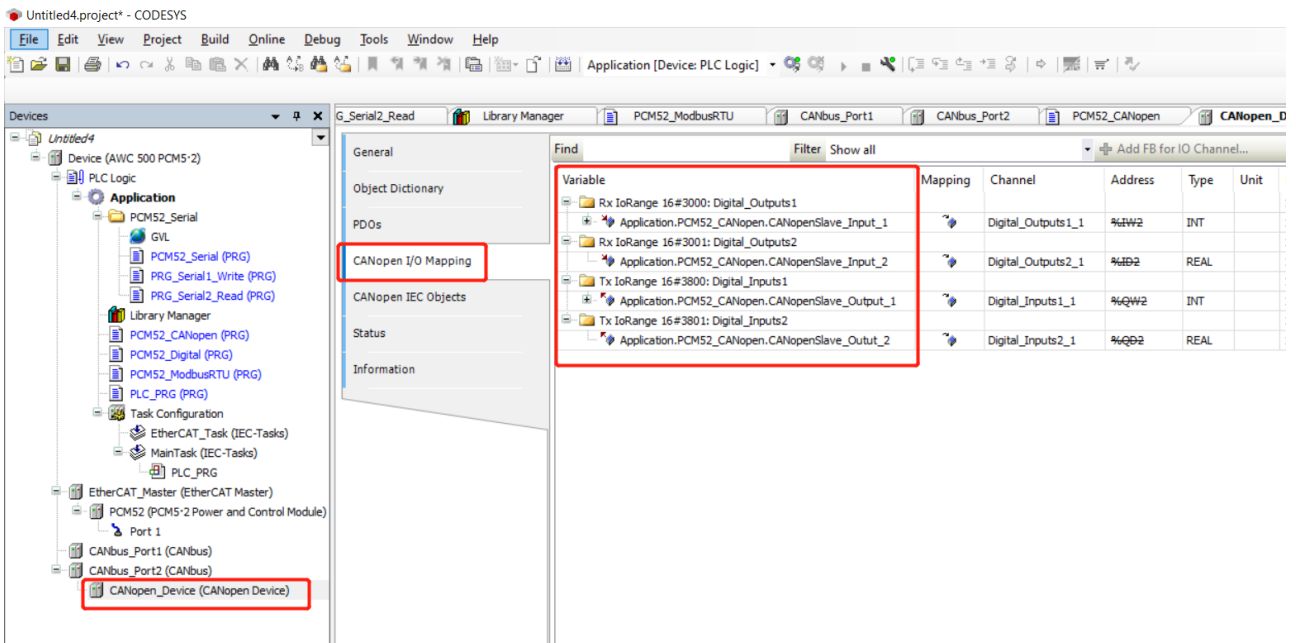 Untitled4.project* - CODESYS
File Edit View Project Build Online Debug Tools Window Help
Application [Device: PLC Logic]
Devices
G_Serial2_Read Library Manager PCM52_ModbusRTU CANbus_Port1 CANbus_Port2 PCM52_CANopen CANopen_D
Untitled4
Device (AWC 500 PCM5·2)
PLC Logic
Application
PCM52_Serial
GVL
PCM52_Serial (PRG)
PRG_Serial1_Write (PRG)
PRG_Serial2_Read (PRG)
Library Manager
PCM52_CANopen (PRG)
PCM52_Digital (PRG)
PCM52_ModbusRTU (PRG)
PLC_PRG (PRG)
Task Configuration
EtherCAT_Task (IEC-Tasks)
MainTask (IEC-Tasks)
PLC_PRG
EtherCAT_Master (EtherCAT Master)
PCM52 (PCM5·2 Power and Control Module)
Port 1
CANbus_Port1 (CANbus)
CANbus_Port2 (CANbus)
CANopen_Device (CANopen Device)
General
Object Dictionary
PDOs
CANopen I/O Mapping
CANopen IEC Objects
Status
Information
Find Filter Show all Add FB for IO Channel...
Variable Mapping Channel Address Type Unit
Rx IoRange 16#3000: Digital_Outputs1
Application.PCM52_CANopen.CANopenSlave_Input_1 Digital_Outputs1_1 %IW2 INT
Rx IoRange 16#3001: Digital_Outputs2
Application.PCM52_CANopen.CANopenSlave_Input_2 Digital_Outputs2_1 %ID2 REAL
Tx IoRange 16#3800: Digital_Inputs1
Application.PCM52_CANopen.CANopenSlave_Output_1 Digital_Inputs1_1 %QW2 INT
Tx IoRange 16#3801: Digital_Inputs2
Application.PCM52_CANopen.CANopenSlave_Outut_2 Digital_Inputs2_1 %QD2 REAL